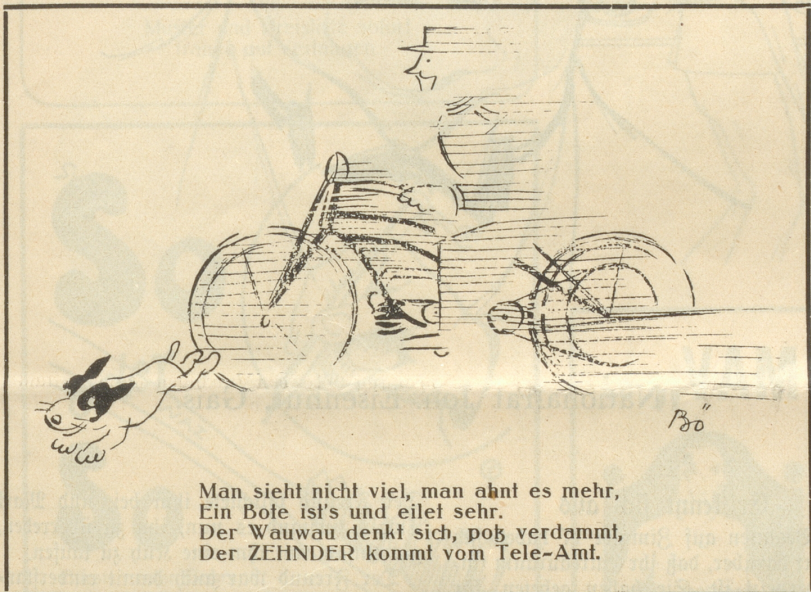 Bö
Man sieht nicht viel, man ahnt es mehr,
Ein Bote ist's und eilet sehr.
Der Wauwau denkt sich, potz verdammt,
Der ZEHNDER kommt vom Tele-Amt.